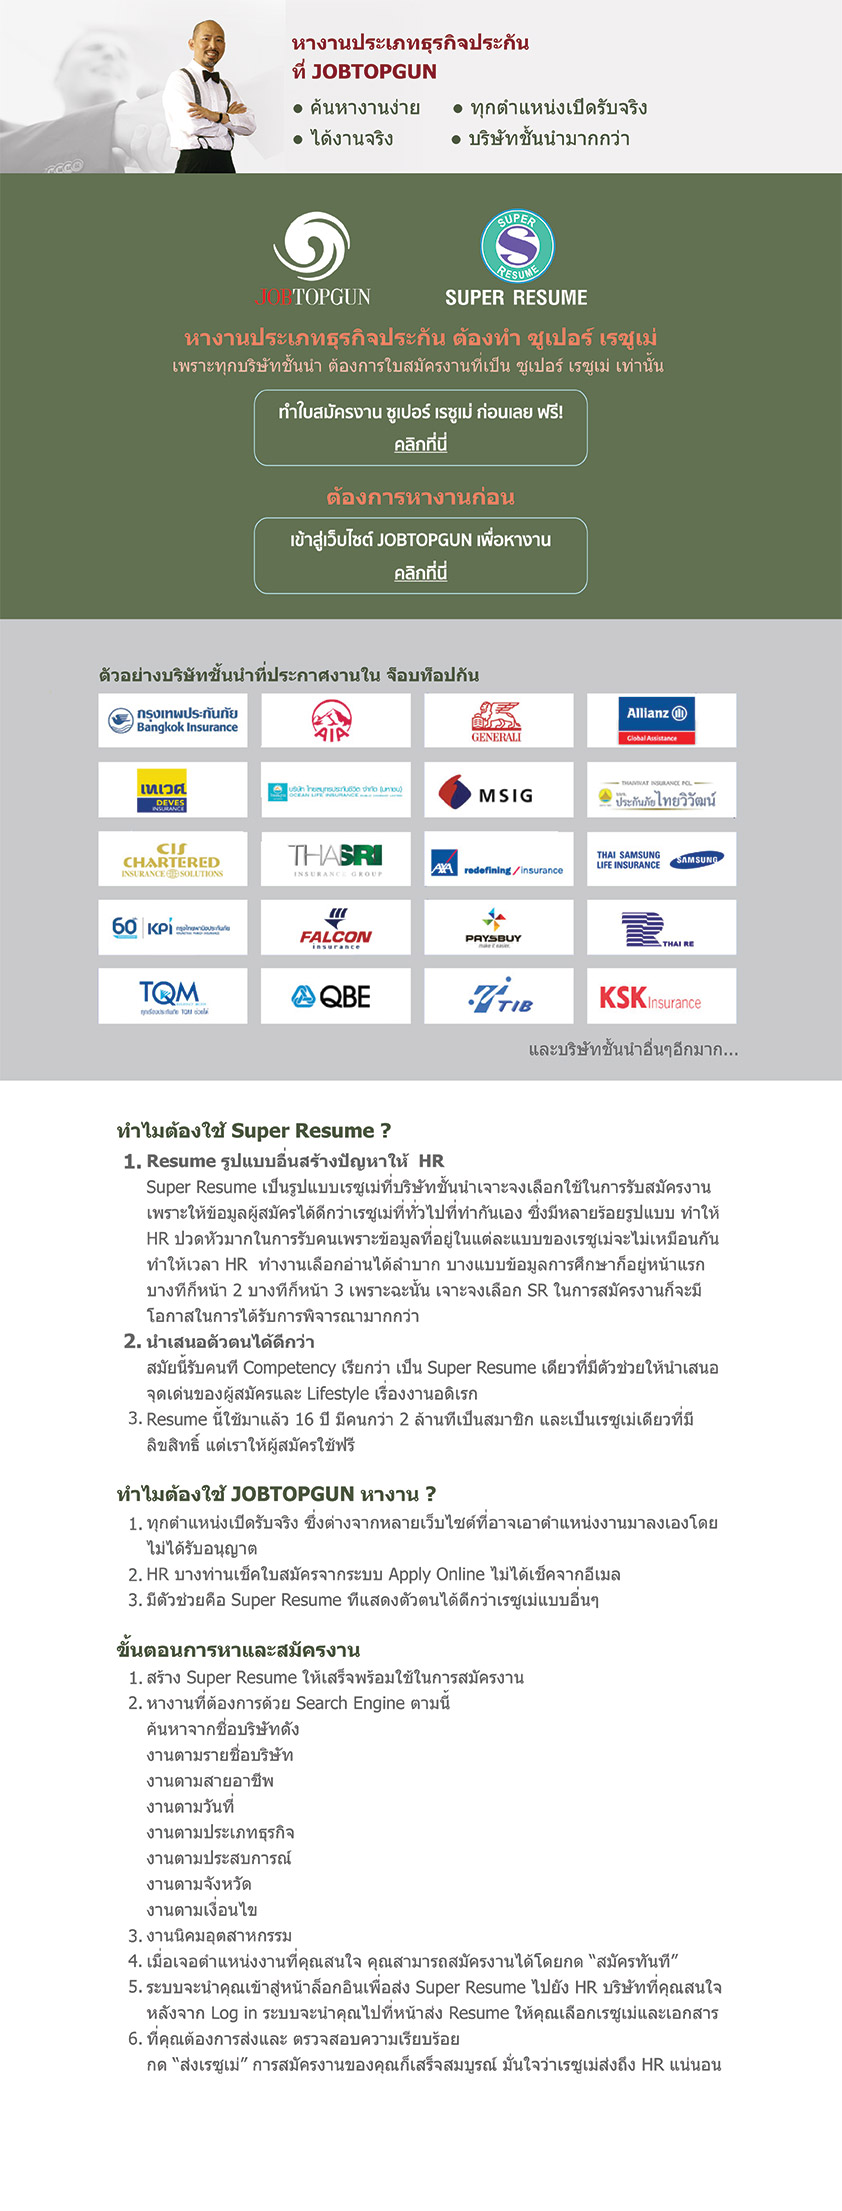 หางานประเภทธุรกิจประกัน
ที่ JOBTOPGUN
● ค้นหางานง่าย ● ทุกตำแหน่งเปิดรับจริง
● ได้งานจริง ● บริษัทชั้นนำมากกว่า
SUPER
S
RESUME
JOBTOPGUN SUPER RESUME
หางานประเภทธุรกิจประกัน ต้องทำ ซูเปอร์ เรซูเม่
เพราะทุกบริษัทชั้นนำ ต้องการใบสมัครงานที่เป็น ซูเปอร์ เรซูเม่ เท่านั้น
ทำใบสมัครงาน ซูเปอร์ เรซูเม่ ก่อนเลย ฟรี!
คลิกที่นี่
ต้องการหางานก่อน
เข้าสู่เว็บไซต์ JOBTOPGUN เพื่อหางาน
คลิกที่นี่
ตัวอย่างบริษัทชั้นนำที่ประกาศงานใน จ็อบท็อปกัน
กรุงเทพประกันภัย
Bangkok Insurance
AIA
GENERALI
Allianz
Global Assistance
เทเวศ
DEVES
INSURANCE
บริษัท ไทยสมุทรประกันชีวิต จำกัด (มหาชน)
OCEAN LIFE INSURANCE
MSIG
THAIVIVAT INSURANCE PCL.
บมจ.
ประกันภัยไทยวิวัฒน์
CIS
CHARTERED
INSURANCE SOLUTIONS
THASRI
INSURANCE GROUP
AXA redefining / insurance
THAI SAMSUNG
LIFE INSURANCE SAMSUNG
60 KPi กรุงไทยพานิชประกันภัย
FALCON
insurance
PAYSBUY
make it easier.
THAI RE
TQM
ทุกเรื่องประกันภัย TQM ช่วยได้
QBE
TIB
KSK Insurance
และบริษัทชั้นนำอื่นๆอีกมาก...
ทำไมต้องใช้ Super Resume ?
1. Resume รูปแบบอื่นสร้างปัญหาให้ HR
Super Resume เป็นรูปแบบเรซูเม่ที่บริษัทชั้นนำเจาะจงเลือกใช้ในการรับสมัครงาน
เพราะให้ข้อมูลผู้สมัครได้ดีกว่าเรซูเม่ที่ทั่วไปที่ทำกันเอง ซึ่งมีหลายร้อยรูปแบบ ทำให้
HR ปวดหัวมากในการรับคนเพราะข้อมูลที่อยู่ในแต่ละแบบของเรซูเม่จะไม่เหมือนกัน
ทำให้เวลา HR ทำงานเลือกอ่านได้ลำบาก บางแบบข้อมูลการศึกษาก็อยู่หน้าแรก
บางทีก็หน้า 2 บางทีก็หน้า 3 เพราะฉะนั้น เจาะจงเลือก SR ในการสมัครงานก็จะมี
โอกาสในการได้รับการพิจารณามากกว่า
2. นำเสนอตัวตนได้ดีกว่า
สมัยนี้รับคนที่ Competency เรียกว่า เป็น Super Resume เดียวที่มีตัวช่วยให้นำเสนอ
จุดเด่นของผู้สมัครและ Lifestyle เรื่องงานอดิเรก
3. Resume นี้ใช้มาแล้ว 16 ปี มีคนกว่า 2 ล้านที่เป็นสมาชิก และเป็นเรซูเม่เดียวที่มี
ลิขสิทธิ์ แต่เราให้ผู้สมัครใช้ฟรี
ทำไมต้องใช้ JOBTOPGUN หางาน ?
1. ทุกตำแหน่งเปิดรับจริง ซึ่งต่างจากหลายเว็บไซต์ที่อาจเอาตำแหน่งงานมาลงเองโดย
ไม่ได้รับอนุญาต
2. HR บางท่านเช็คใบสมัครจากระบบ Apply Online ไม่ได้เช็คจากอีเมล
3. มีตัวช่วยคือ Super Resume ที่แสดงตัวตนได้ดีกว่าเรซูเม่แบบอื่นๆ
ขั้นตอนการหาและสมัครงาน
1. สร้าง Super Resume ให้เสร็จพร้อมใช้ในการสมัครงาน
2. หางานที่ต้องการด้วย Search Engine ตามนี้
ค้นหาจากชื่อบริษัทดัง
งานตามรายชื่อบริษัท
งานตามสายอาชีพ
งานตามวันที่
งานตามประเภทธุรกิจ
งานตามประสบการณ์
งานตามจังหวัด
งานตามเงื่อนไข
3. งานนิคมอุตสาหกรรม
4. เมื่อเจอตำแหน่งงานที่คุณสนใจ คุณสามารถสมัครงานได้โดยกด “สมัครทันที”
5. ระบบจะนำคุณเข้าสู่หน้าล็อกอินเพื่อส่ง Super Resume ไปยัง HR บริษัทที่คุณสนใจ
หลังจาก Log in ระบบจะนำคุณไปที่หน้าส่ง Resume ให้คุณเลือกเรซูเม่และเอกสาร
6. ที่คุณต้องการส่งและ ตรวจสอบความเรียบร้อย
กด “ส่งเรซูเม่” การสมัครงานของคุณก็เสร็จสมบูรณ์ มั่นใจว่าเรซูเม่ส่งถึง HR แน่นอน